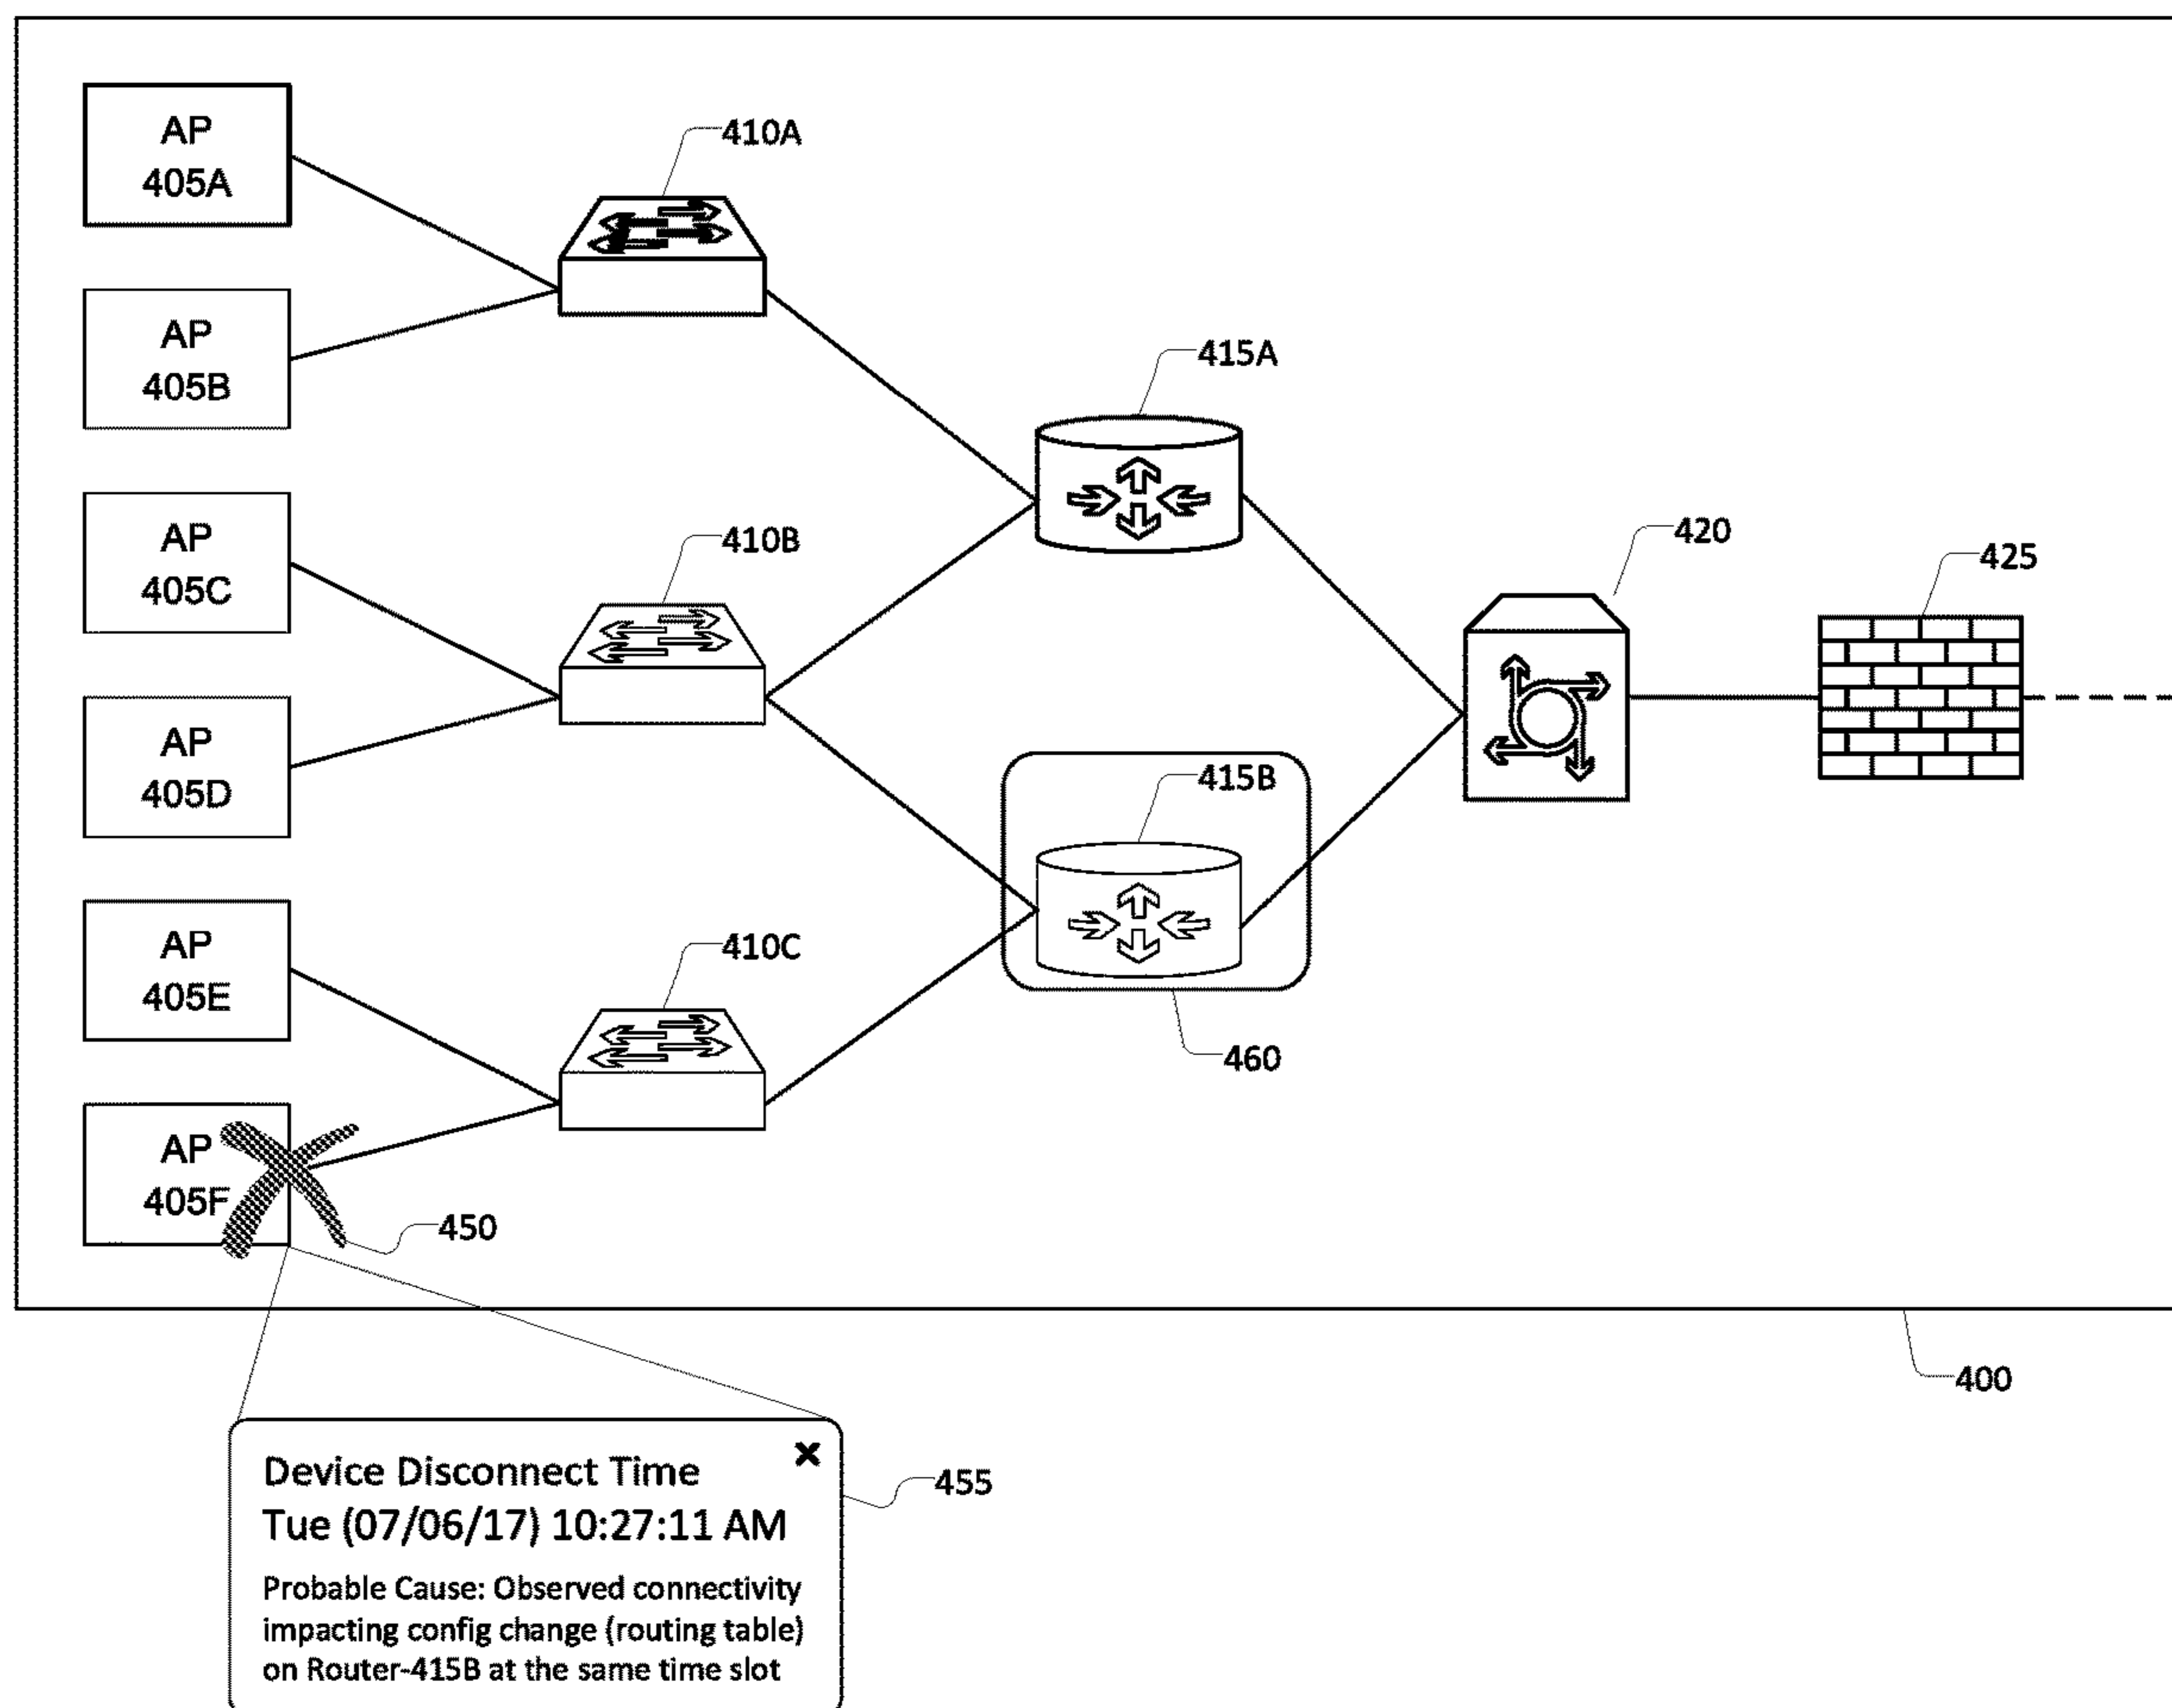 AP
405A
410A
AP
405B
415A
AP
405C
410B
420
425
AP
405D
415B
AP
405E
410C
460
AP
405F
450
400
Device Disconnect Time
Tue (07/06/17) 10:27:11 AM
455
Probable Cause: Observed connectivity
impacting config change (routing table)
on Router-415B at the same time slot